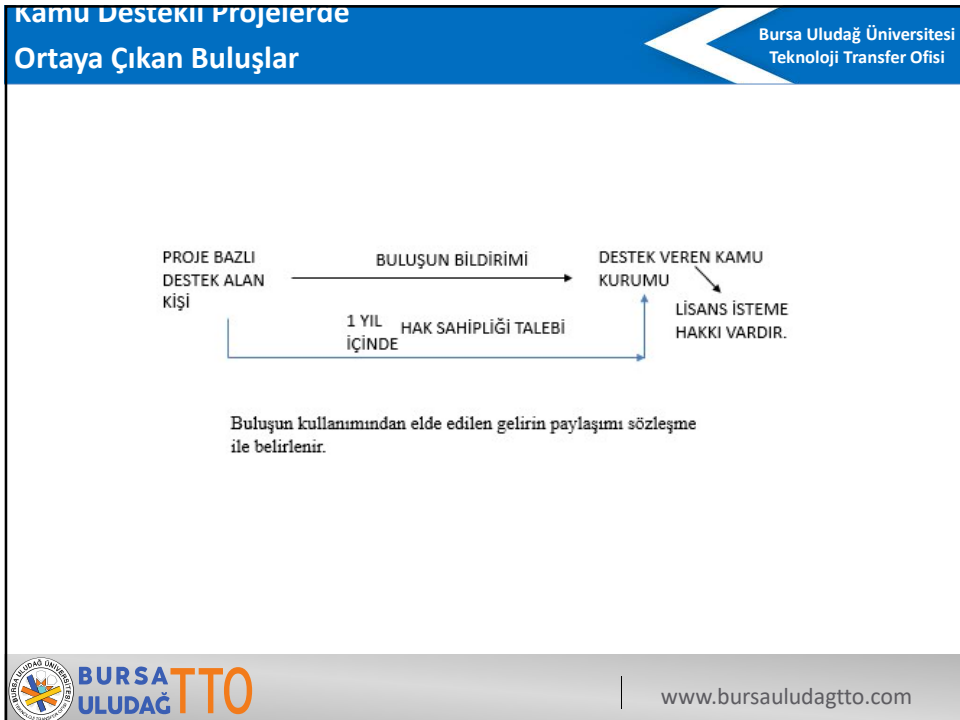 Kamu Destekli Projelerde
Ortaya Çıkan Buluşlar
Bursa Uludağ Üniversitesi
Teknoloji Transfer Ofisi
PROJE BAZLI
DESTEK ALAN
KİŞİ
BULUŞUN BİLDİRİMİ
DESTEK VEREN KAMU
KURUMU
LİSANS İSTEME
HAKKI VARDIR.
1 YIL
İÇİNDE
HAK SAHİPLİĞİ TALEBİ
Buluşun kullanımından elde edilen gelirin paylaşımı sözleşme
ile belirlenir.
BURSA
ULUDAĞ
TTO
www.bursauludagtto.com